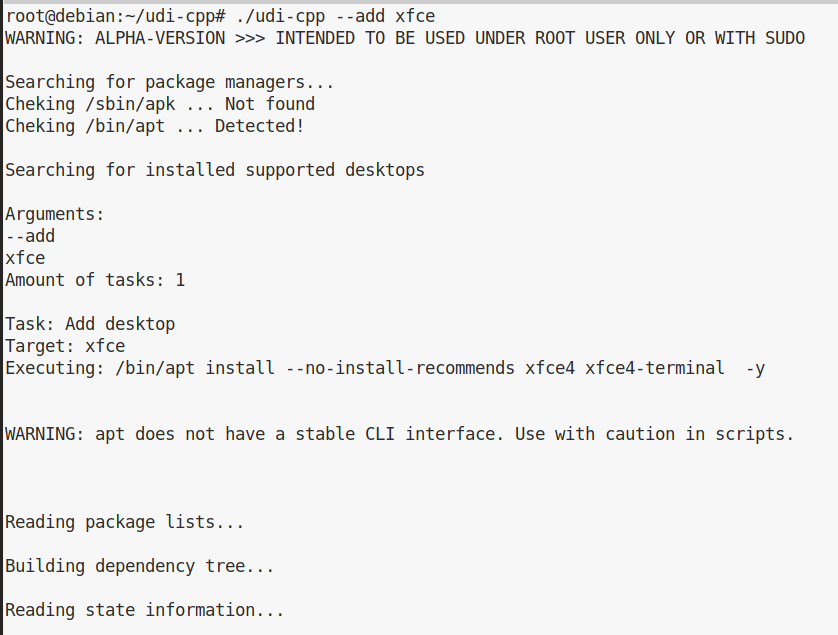 root@debian:~/udi-cpp# ./udi-cpp --add xfce
WARNING: ALPHA-VERSION >>> INTENDED TO BE USED UNDER ROOT USER ONLY OR WITH SUDO
Searching for package managers...
Cheking /sbin/apk ... Not found
Cheking /bin/apt ... Detected!
Searching for installed supported desktops
Arguments:
--add
xfce
Amount of tasks: 1
Task: Add desktop
Target: xfce
Executing: /bin/apt install --no-install-recommends xfce4 xfce4-terminal  -y
WARNING: apt does not have a stable CLI interface. Use with caution in scripts.
Reading package lists...
Building dependency tree...
Reading state information...